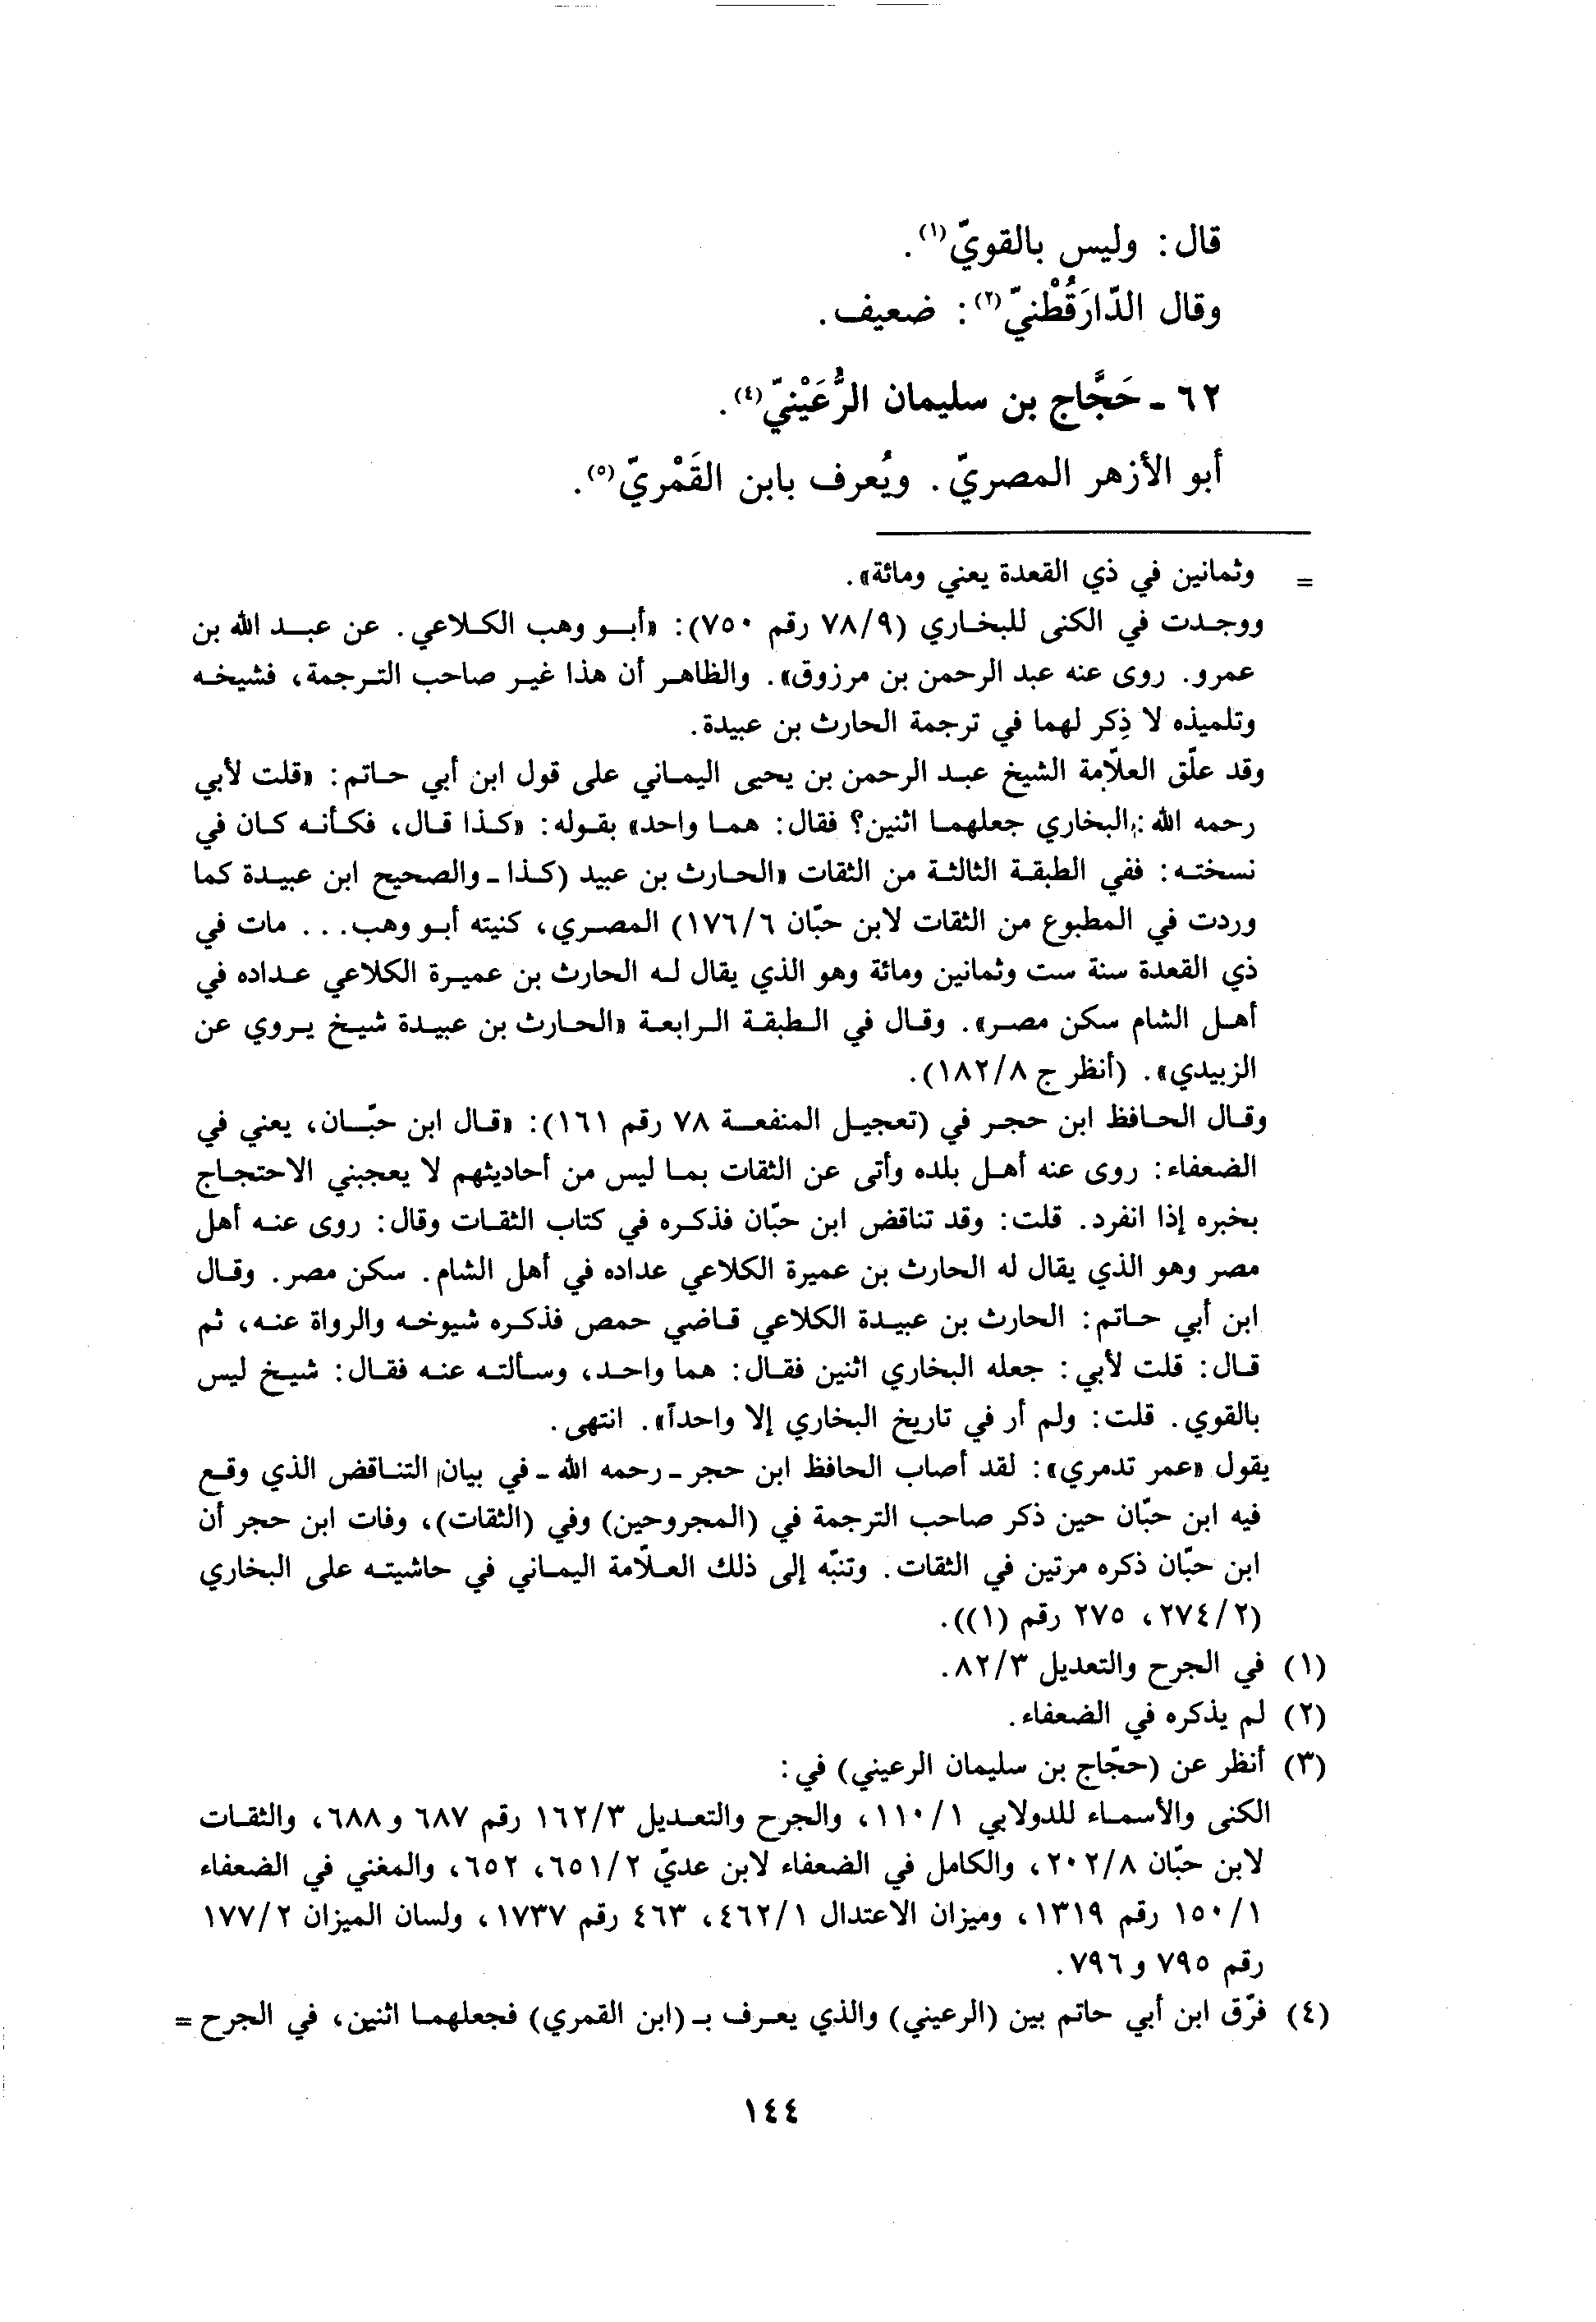 قال: وليس بالقويّ(١).
وقال الدّارَقُطْنيّ(٢): ضعيف.
٦٢ - حَجَّاج بن سليمان الرُّعَيْنيّ(٤).
أبو الأزهر المصريّ. ويُعرف بابن القَمْريّ(٥).
= وثمانين في ذي القعدة يعني ومائة».
ووجدت في الكنى للبخاري (٧٨/٩ رقم ٧٥٠): «أبو وهب الكلاعي. عن عبد الله بن
عمرو. روى عنه عبد الرحمن بن مرزوق». والظاهر أن هذا غير صاحب الترجمة، فشيخه
وتلميذه لا ذِكر لهما في ترجمة الحارث بن عبيدة.
وقد علّق العلاّمة الشيخ عبد الرحمن بن يحيى اليماني على قول ابن أبي حاتم: «قلت لأبي
رحمه الله: البخاري جعلهما اثنين؟ فقال: هما واحد» بقوله: «كذا قال، فكأنه كان في
نسخته: ففي الطبقة الثالثة من الثقات «الحارث بن عبيد (كذا - والصحيح ابن عبيدة كما
وردت في المطبوع من الثقات لابن حبّان ١٧٦/٦) المصري، كنيته أبو وهب... مات في
ذي القعدة سنة ست وثمانين ومائة وهو الذي يقال له الحارث بن عميرة الكلاعي عداده في
أهل الشام سكن مصر». وقال في الطبقة الرابعة «الحارث بن عبيدة شيخ يروي عن
الزبيدي». (أنظر ج ١٨٢/٨).
وقال الحافظ ابن حجر في (تعجيل المنفعة ٧٨ رقم ١٦١): «قال ابن حبّان، يعني في
الضعفاء: روى عنه أهل بلده وأتى عن الثقات بما ليس من أحاديثهم لا يعجبني الاحتجاج
بخبره إذا انفرد. قلت: وقد تناقض ابن حبّان فذكره في كتاب الثقات وقال: روى عنه أهل
مصر وهو الذي يقال له الحارث بن عميرة الكلاعي عداده في أهل الشام. سكن مصر. وقال
ابن أبي حاتم: الحارث بن عبيدة الكلاعي قاضي حمص فذكره شيوخه والرواة عنه، ثم
قال: قلت لأبي: جعله البخاري اثنين فقال: هما واحد، وسألته عنه فقال: شيخ ليس
بالقوي. قلت: ولم أر في تاريخ البخاري إلا واحداً». انتهى.
يقول «عمر تدمري»: لقد أصاب الحافظ ابن حجر - رحمه الله - في بيان التناقض الذي وقع
فيه ابن حبّان حين ذكر صاحب الترجمة في (المجروحين) وفي (الثقات)، وفات ابن حجر أن
ابن حبّان ذكره مرتين في الثقات. وتنبّه إلى ذلك العلاّمة اليماني في حاشيته على البخاري
(٢٧٤/٢، ٢٧٥ رقم (١)).
(١) في الجرح والتعديل ٨٢/٣.
(٢) لم يذكره في الضعفاء.
(٣) أنظر عن (حجّاج بن سليمان الرعيني) في:
الكنى والأسماء للدولابي ١١٠/١، والجرح والتعديل ١٦٢/٣ رقم ٦٨٧ و ٦٨٨، والثقات
لابن حبّان ٢٠٢/٨، والكامل في الضعفاء لابن عديّ ٦٥١/٢، ٦٥٢، والمغني في الضعفاء
١٥٠/١ رقم ١٣١٩، وميزان الاعتدال ٤٦٢/١، ٤٦٣ رقم ١٧٣٧، ولسان الميزان ١٧٧/٢
رقم ٧٩٥ و ٧٩٦.
(٤) فرّق ابن أبي حاتم بين (الرعيني) والذي يعرف بـ (ابن القمري) فجعلهما اثنين، في الجرح =
١٤٤